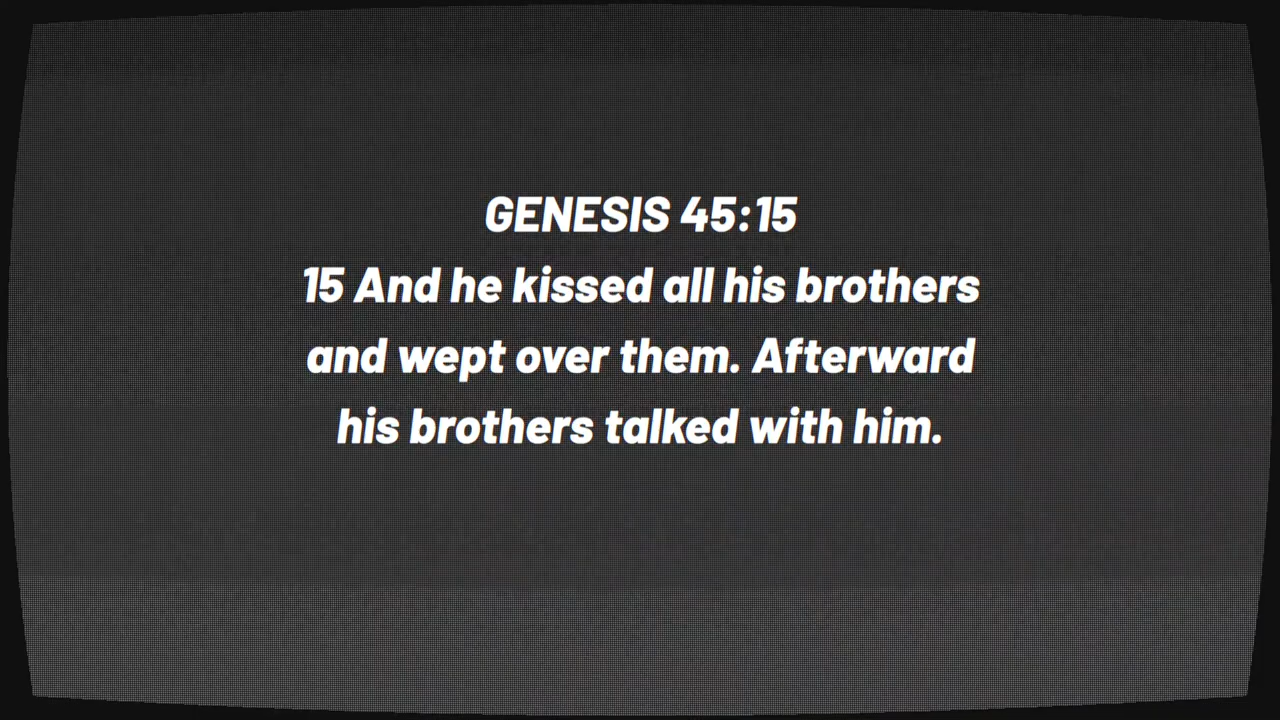 GENESIS 45:15
15 And he kissed all his brothers
and wept over them. Afterward
his brothers talked with him.